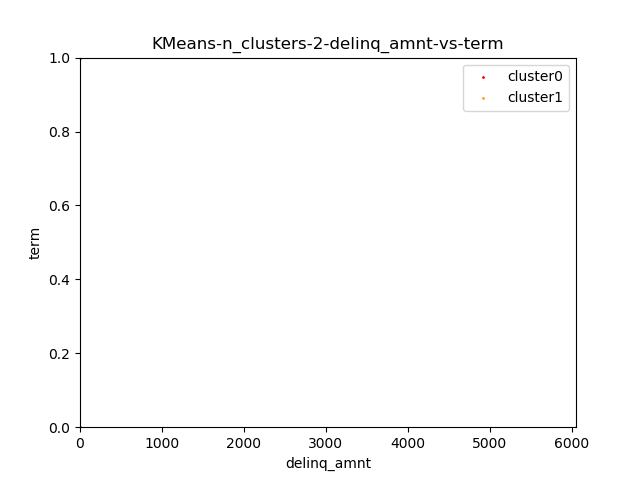 KMeans-n_clusters-2-delinq_amnt-vs-term
cluster0
cluster1
1.0
0.8
0.6
0.4
0.2
0.0
term
0 1000 2000 3000 4000 5000 6000
delinq_amnt